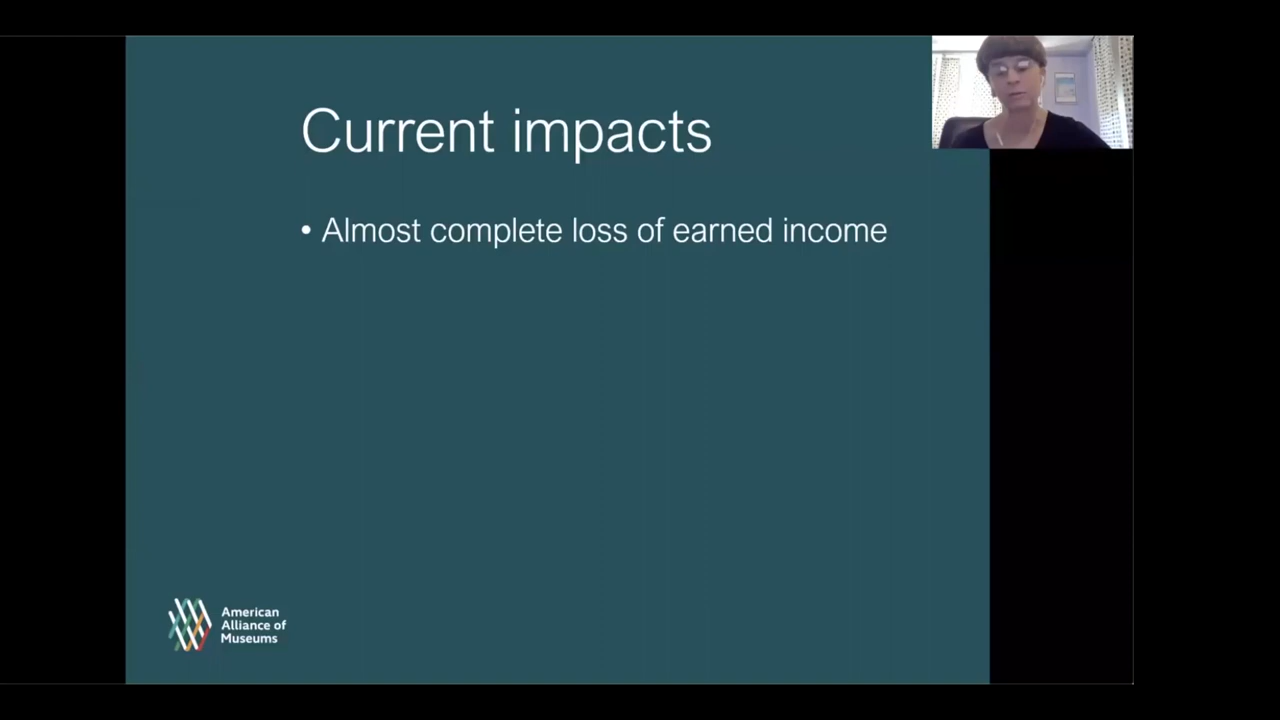 Current impacts
• Almost complete loss of earned income
American
Alliance of
Museums